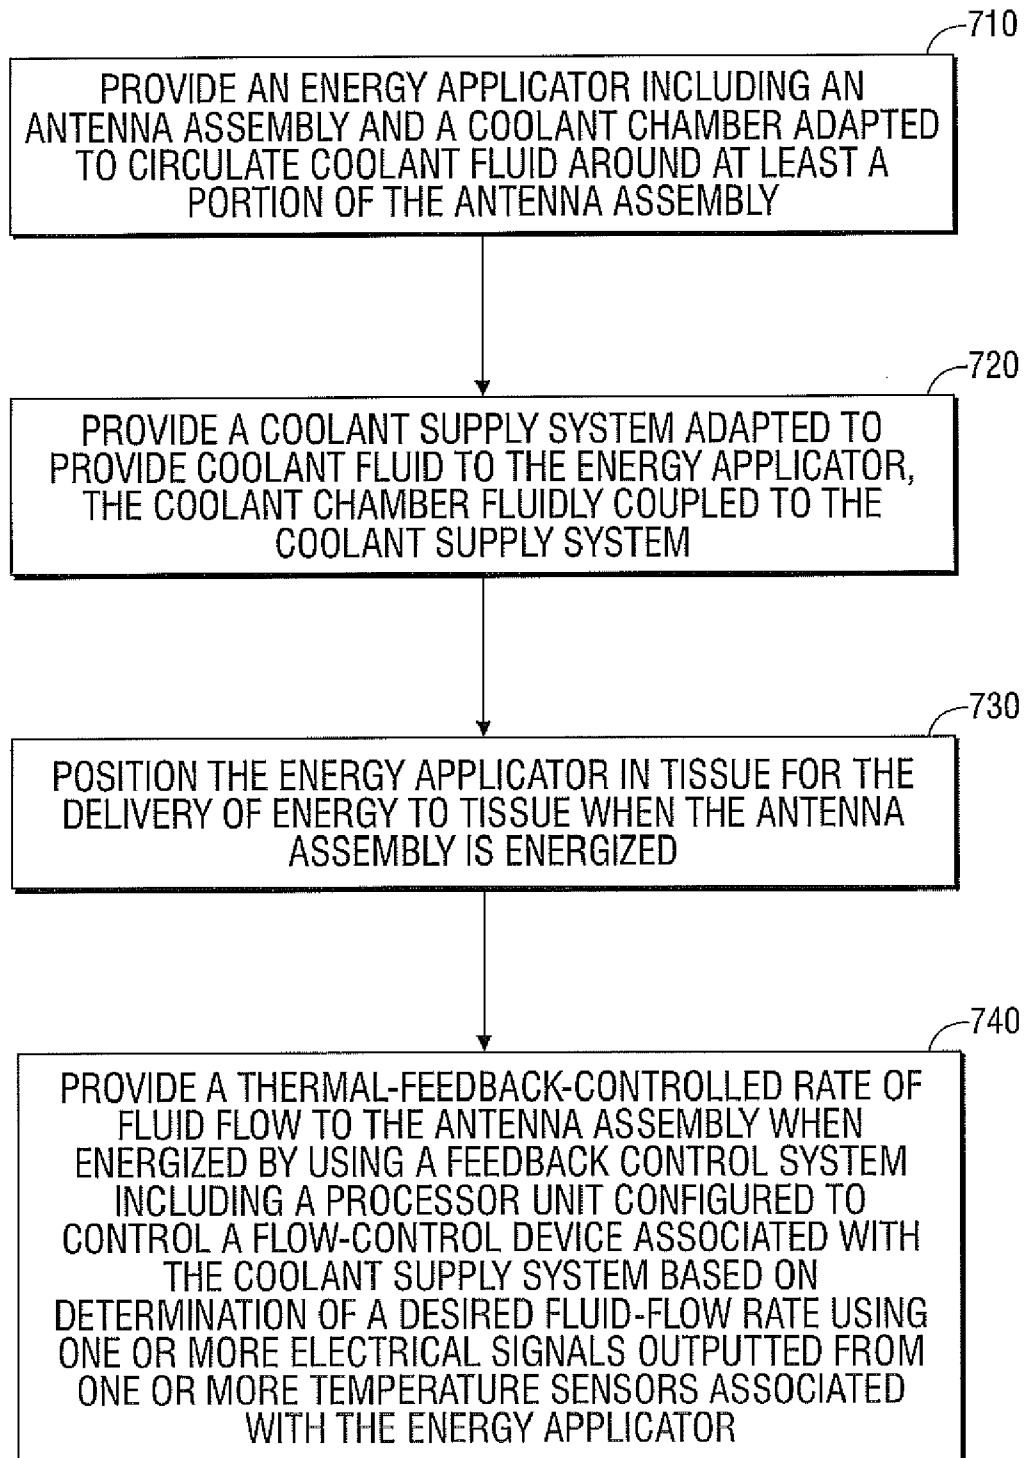 710
PROVIDE AN ENERGY APPLICATOR INCLUDING AN
ANTENNA ASSEMBLY AND A COOLANT CHAMBER ADAPTED
TO CIRCULATE COOLANT FLUID AROUND AT LEAST A
PORTION OF THE ANTENNA ASSEMBLY
720
PROVIDE A COOLANT SUPPLY SYSTEM ADAPTED TO
PROVIDE COOLANT FLUID TO THE ENERGY APPLICATOR,
THE COOLANT CHAMBER FLUIDLY COUPLED TO THE
COOLANT SUPPLY SYSTEM
730
POSITION THE ENERGY APPLICATOR IN TISSUE FOR THE
DELIVERY OF ENERGY TO TISSUE WHEN THE ANTENNA
ASSEMBLY IS ENERGIZED
740
PROVIDE A THERMAL-FEEDBACK-CONTROLLED RATE OF
FLUID FLOW TO THE ANTENNA ASSEMBLY WHEN
ENERGIZED BY USING A FEEDBACK CONTROL SYSTEM
INCLUDING A PROCESSOR UNIT CONFIGURED TO
CONTROL A FLOW-CONTROL DEVICE ASSOCIATED WITH
THE COOLANT SUPPLY SYSTEM BASED ON
DETERMINATION OF A DESIRED FLUID-FLOW RATE USING
ONE OR MORE ELECTRICAL SIGNALS OUTPUTTED FROM
ONE OR MORE TEMPERATURE SENSORS ASSOCIATED
WITH THE ENERGY APPLICATOR